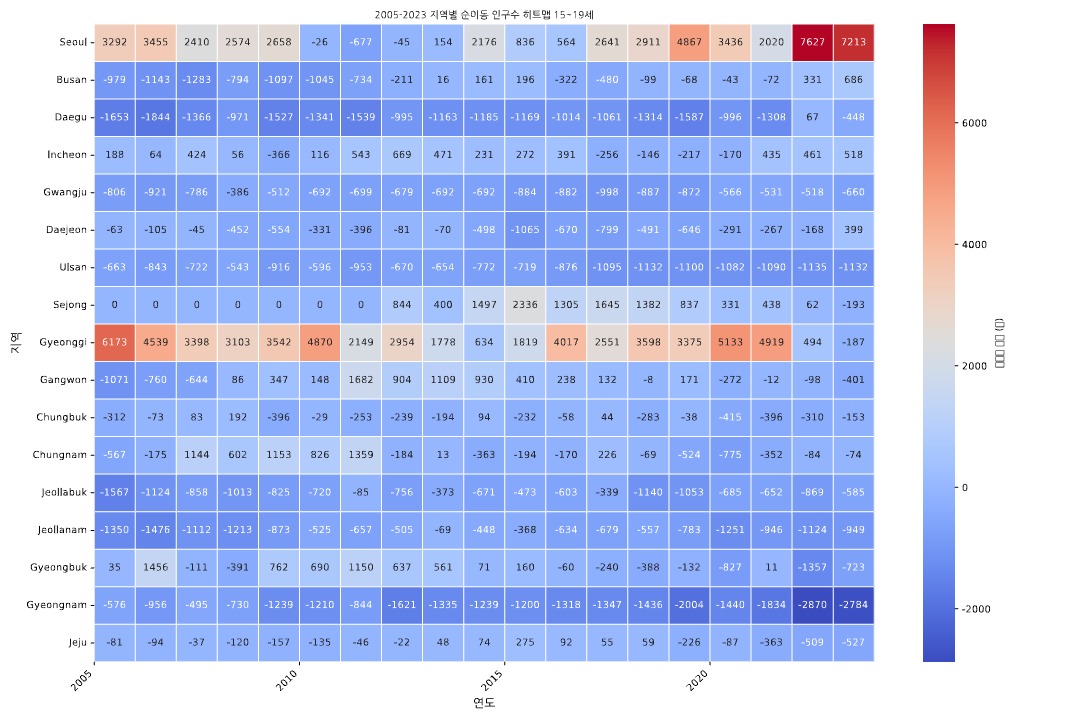 2005-2023 지역별 순이동 인구수 히트맵 15~19세
Seoul 3292 3455 2410 2574 2658 -26 -677 -45 154 2176 836 564 2641 2911 4867 3436 2020 7627 7213
Busan -979 -1143 -1283 -794 -1097 -1045 -734 -211 16 161 196 -322 -480 -99 -68 -43 -72 331 686
Daegu -1653 -1844 -1366 -971 -1527 -1341 -1539 -995 -1163 -1185 -1169 -1014 -1061 -1314 -1587 -996 -1308 67 -448
Incheon 188 64 424 56 -366 116 543 669 471 231 272 391 -256 -146 -217 -170 435 461 518
Gwangju -806 -921 -786 -386 -512 -692 -699 -679 -692 -692 -884 -882 -998 -887 -872 -566 -531 -518 -660
Daejeon -63 -105 -45 -452 -554 -331 -396 -81 -70 -498 -1065 -670 -799 -491 -646 -291 -267 -168 399
Ulsan -663 -843 -722 -543 -916 -596 -953 -670 -654 -772 -719 -876 -1095 -1132 -1100 -1082 -1090 -1135 -1132
Sejong 0 0 0 0 0 0 0 844 400 1497 2336 1305 1645 1382 837 331 438 62 -193
Gyeonggi 6173 4539 3398 3103 3542 4870 2149 2954 1778 634 1819 4017 2551 3598 3375 5133 4919 494 -187
Gangwon -1071 -760 -644 86 347 148 1682 904 1109 930 410 238 132 -8 171 -272 -12 -98 -401
Chungbuk -312 -73 83 192 -396 -29 -253 -239 -194 94 -232 -58 44 -283 -38 -415 -396 -310 -153
Chungnam -567 -175 1144 602 1153 826 1359 -184 13 -363 -194 -170 226 -69 -524 -775 -352 -84 -74
Jeollabuk -1567 -1124 -858 -1013 -825 -720 -85 -756 -373 -671 -473 -603 -339 -1140 -1053 -685 -652 -869 -585
Jeollanam -1350 -1476 -1112 -1213 -873 -525 -657 -505 -69 -448 -368 -634 -679 -557 -783 -1251 -946 -1124 -949
Gyeongbuk 35 1456 -111 -391 762 690 1150 637 561 71 160 -60 -240 -388 -132 -827 11 -1357 -723
Gyeongnam -576 -956 -495 -730 -1239 -1210 -844 -1621 -1335 -1239 -1200 -1318 -1347 -1436 -2004 -1440 -1834 -2870 -2784
Jeju -81 -94 -37 -120 -157 -135 -46 -22 48 74 275 92 55 59 -226 -87 -363 -509 -527
지역
2005 2010 2015 2020
연도
6000
4000
2000
0
-2000